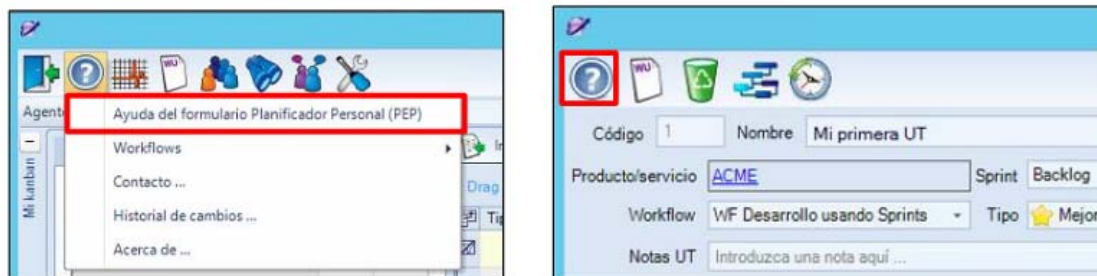 WU
Agent
Ayuda del formulario Planificador Personal (PEP)
Workflows
Contacto ...
Historial de cambios ...
Acerca de ...
Mi kanban
Drag
WU
Código 1 Nombre Mi primera UT
Producto/servicio ACME Sprint Backlog
Workflow WF Desarrollo usando Sprints Tipo Mejor
Notas UT Introduzca una nota aquí ...